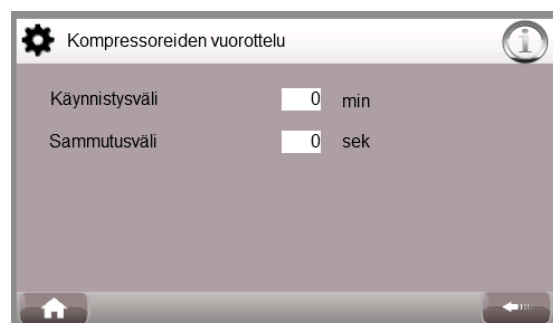 Kompressoreiden vuorottelu
Käynnistysväli 0 min
Sammutusväli 0 sek